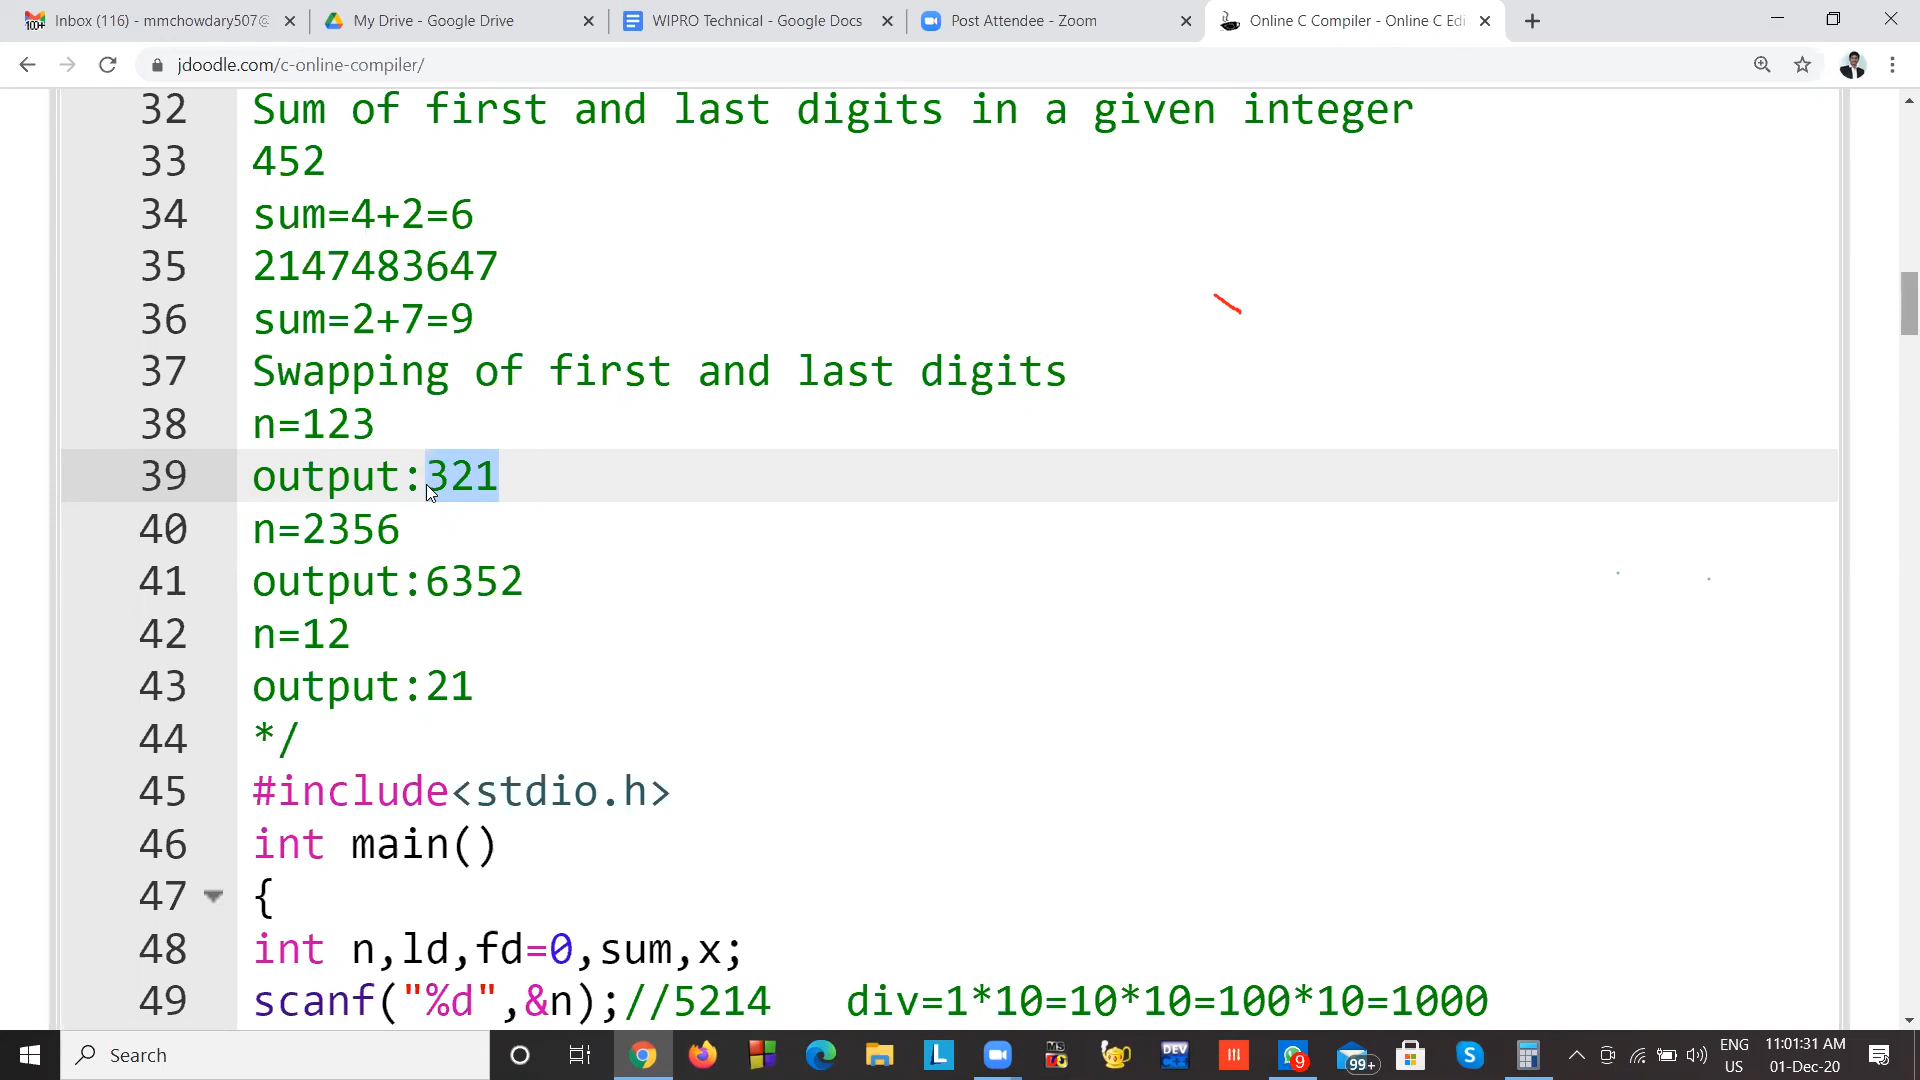 Inbox (116) - mmchowdary507@
My Drive - Google Drive
WIPRO Technical - Google Docs
Post Attendee - Zoom
Online C Compiler - Online C Edi
jdoodle.com/c-online-compiler/
32 Sum of first and last digits in a given integer
33 452
34 sum=4+2=6
35 2147483647
36 sum=2+7=9
37 Swapping of first and last digits
38 n=123
39 output:321
40 n=2356
41 output:6352
42 n=12
43 output:21
44 */
45 #include<stdio.h>
46 int main()
47 {
48 int n,ld,fd=0,sum,x;
49 scanf("%d",&n);//5214 div=1*10=10*10=100*10=1000
Search
L
DEV
9
99+
S
ENG
US
11:01:31 AM
01-Dec-20